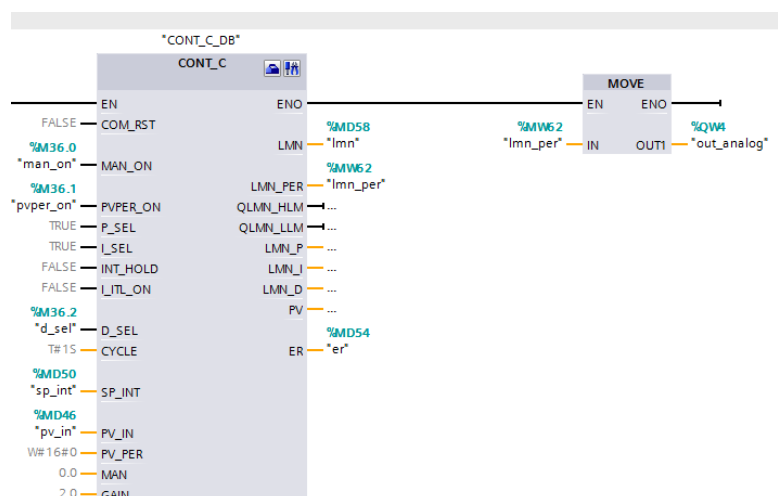 "CONT_C_DB"
CONT_C
EN ENO
FALSE COM_RST
%MD58
LMN "lmn"
%M36.0
"man_on" MAN_ON
%MW62
LMN_PER "lmn_per"
%M36.1
"pvper_on" PVPER_ON QLMN_HLM ...
TRUE P_SEL QLMN_LLM ...
TRUE I_SEL LMN_P ...
FALSE INT_HOLD LMN_I ...
FALSE I_ITL_ON LMN_D ...
PV ...
%M36.2
"d_sel" D_SEL
%MD54
T#1S CYCLE ER "er"
%MD50
"sp_int" SP_INT
%MD46
"pv_in" PV_IN
W#16#0 PV_PER
0.0 MAN
2.0 GAIN
MOVE
EN ENO
%MW62 %QW4
"lmn_per" IN OUT1 "out_analog"